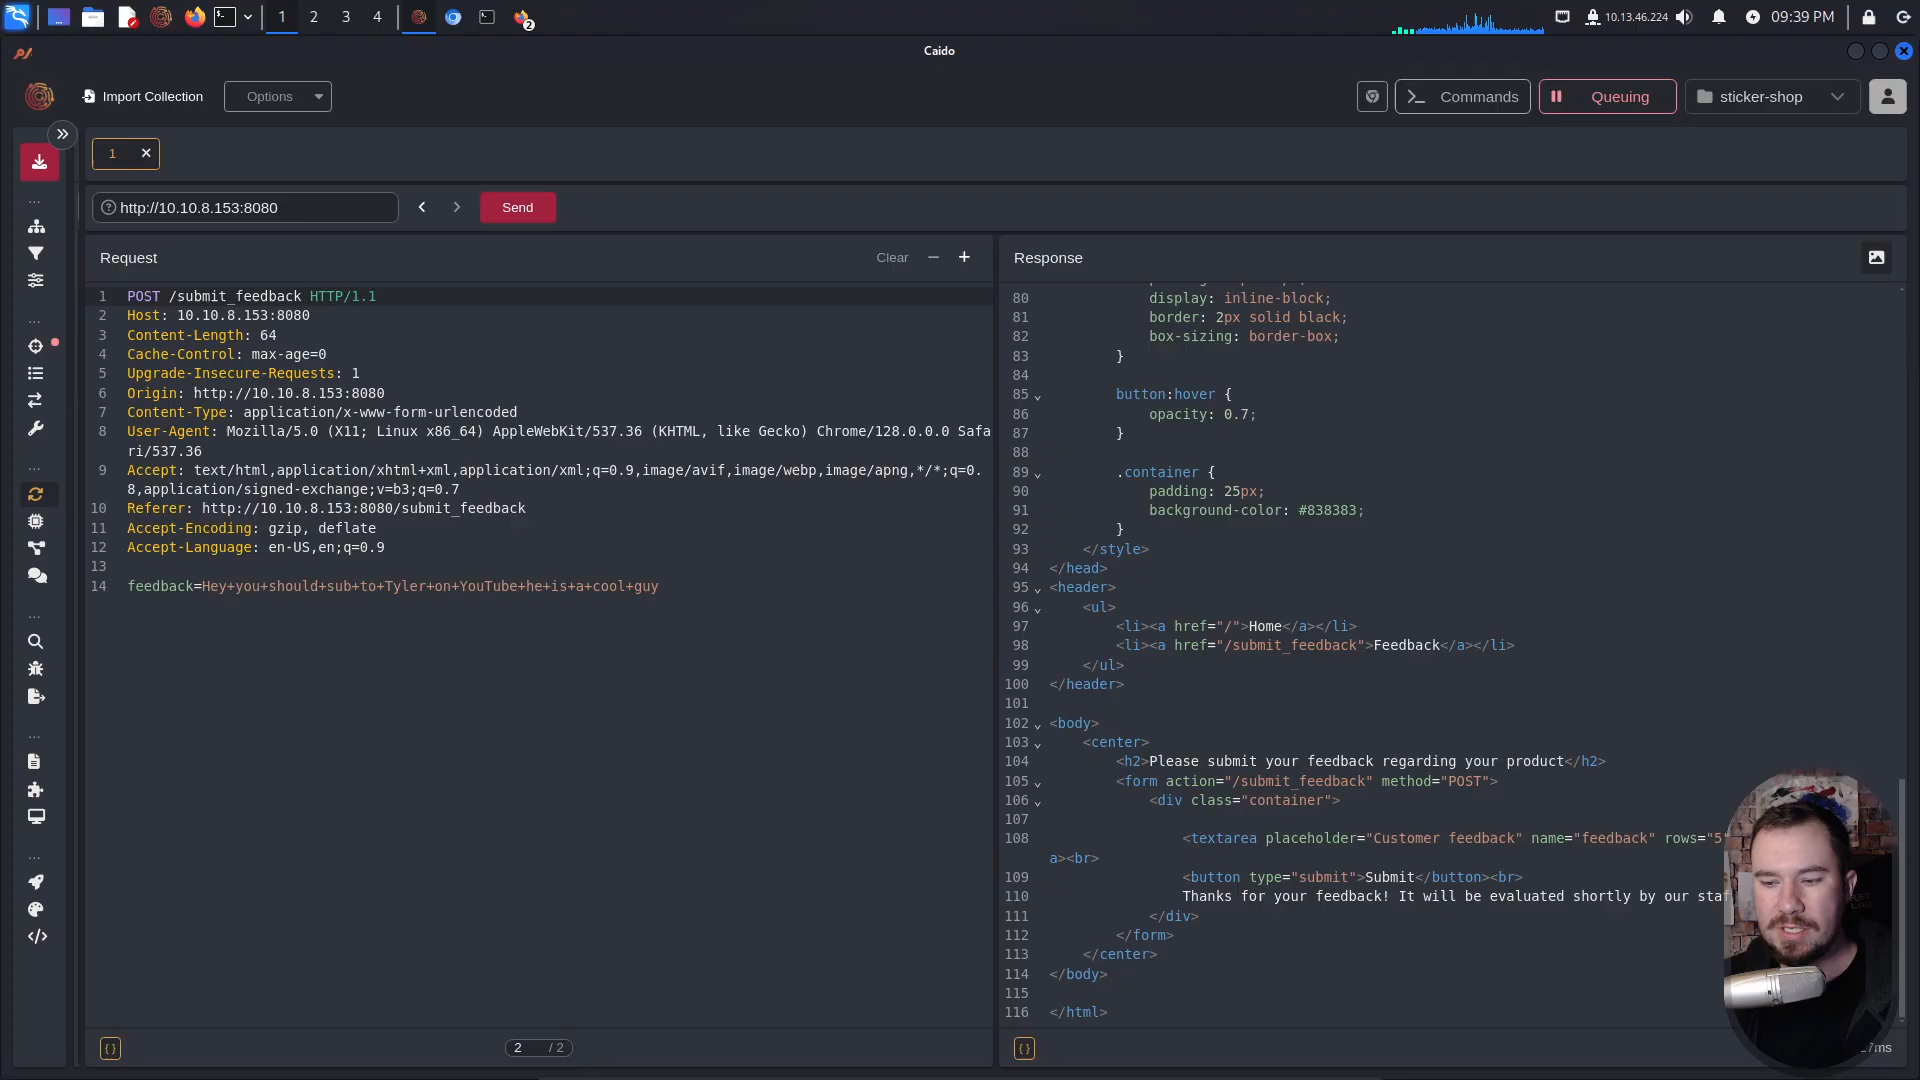 1
2
3
4
2
10.13.46.224
09:39 PM
Caido
Import Collection
Options
Commands
Queuing
sticker-shop
1
http://10.10.8.153:8080
Send
Request
Clear
1 POST /submit_feedback HTTP/1.1
2 Host: 10.10.8.153:8080
3 Content-Length: 64
4 Cache-Control: max-age=0
5 Upgrade-Insecure-Requests: 1
6 Origin: http://10.10.8.153:8080
7 Content-Type: application/x-www-form-urlencoded
8 User-Agent: Mozilla/5.0 (X11; Linux x86_64) AppleWebKit/537.36 (KHTML, like Gecko) Chrome/128.0.0.0 Safa
ri/537.36
9 Accept: text/html,application/xhtml+xml,application/xml;q=0.9,image/avif,image/webp,image/apng,*/*;q=0.
8,application/signed-exchange;v=b3;q=0.7
10 Referer: http://10.10.8.153:8080/submit_feedback
11 Accept-Encoding: gzip, deflate
12 Accept-Language: en-US,en;q=0.9
13
14 feedback=Hey+you+should+sub+to+Tyler+on+YouTube+he+is+a+cool+guy
2 / 2
Response
80 display: inline-block;
81 border: 2px solid black;
82 box-sizing: border-box;
83 }
84
85 button:hover {
86 opacity: 0.7;
87 }
88
89 .container {
90 padding: 25px;
91 background-color: #838383;
92 }
93 </style>
94 </head>
95 <header>
96 <ul>
97 <li><a href="/">Home</a></li>
98 <li><a href="/submit_feedback">Feedback</a></li>
99 </ul>
100 </header>
101
102 <body>
103 <center>
104 <h2>Please submit your feedback regarding your product</h2>
105 <form action="/submit_feedback" method="POST">
106 <div class="container">
107
108 <textarea placeholder="Customer feedback" name="feedback" rows="5"
a><br>
109 <button type="submit">Submit</button><br>
110 Thanks for your feedback! It will be evaluated shortly by our staf
111 </div>
112 </form>
113 </center>
114 </body>
115
116 </html>
7ms